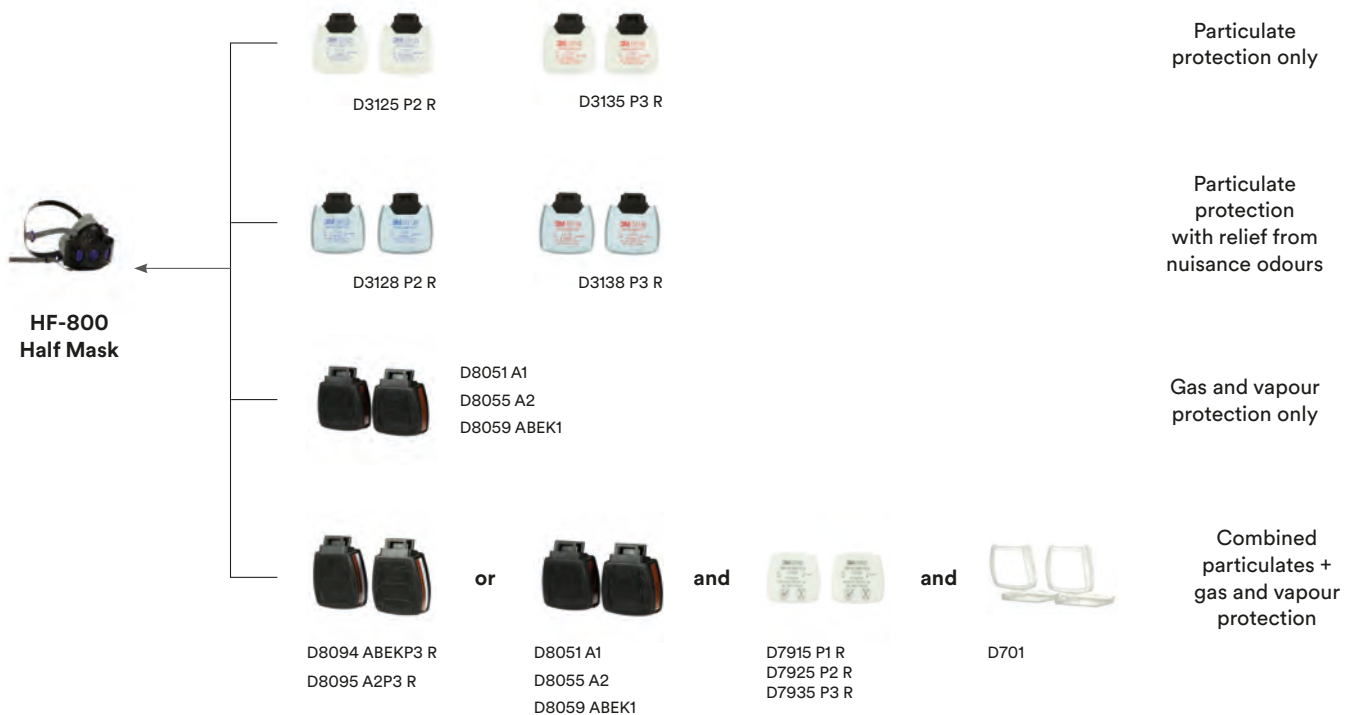 Particulate
protection only
D3125 P2 R
D3135 P3 R
Particulate
protection
with relief from
nuisance odours
D3128 P2 R
D3138 P3 R
HF-800
Half Mask
D8051 A1
D8055 A2
D8059 ABEK1
Gas and vapour
protection only
Combined
particulates +
gas and vapour
protection
or
and
and
D8094 ABEKP3 R
D8095 A2P3 R
D8051 A1
D8055 A2
D8059 ABEK1
D7915 P1 R
D7925 P2 R
D7935 P3 R
D701